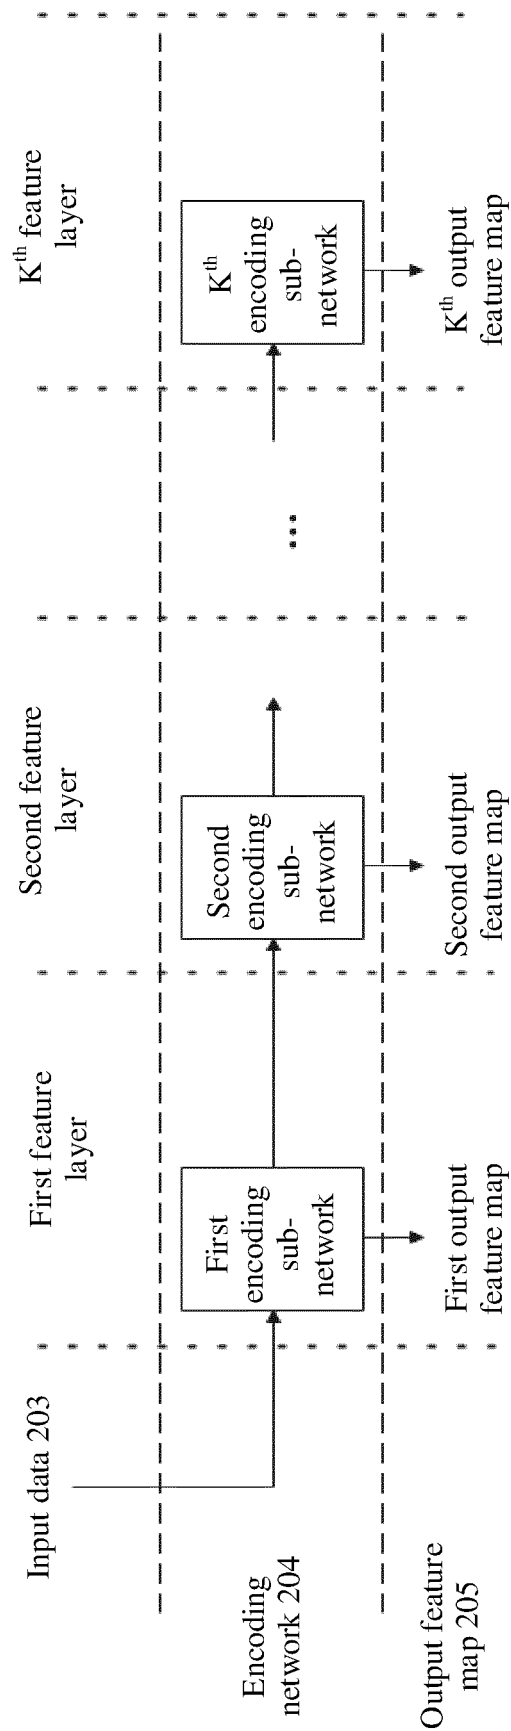 Input data 203
First feature
layer
Second feature
layer
Kth feature
layer
Encoding
network 204
First
encoding
sub-
network
Second
encoding
sub-
network
...
Kth
encoding
sub-
network
Output feature
map 205
First output
feature map
Second output
feature map
Kth output
feature map